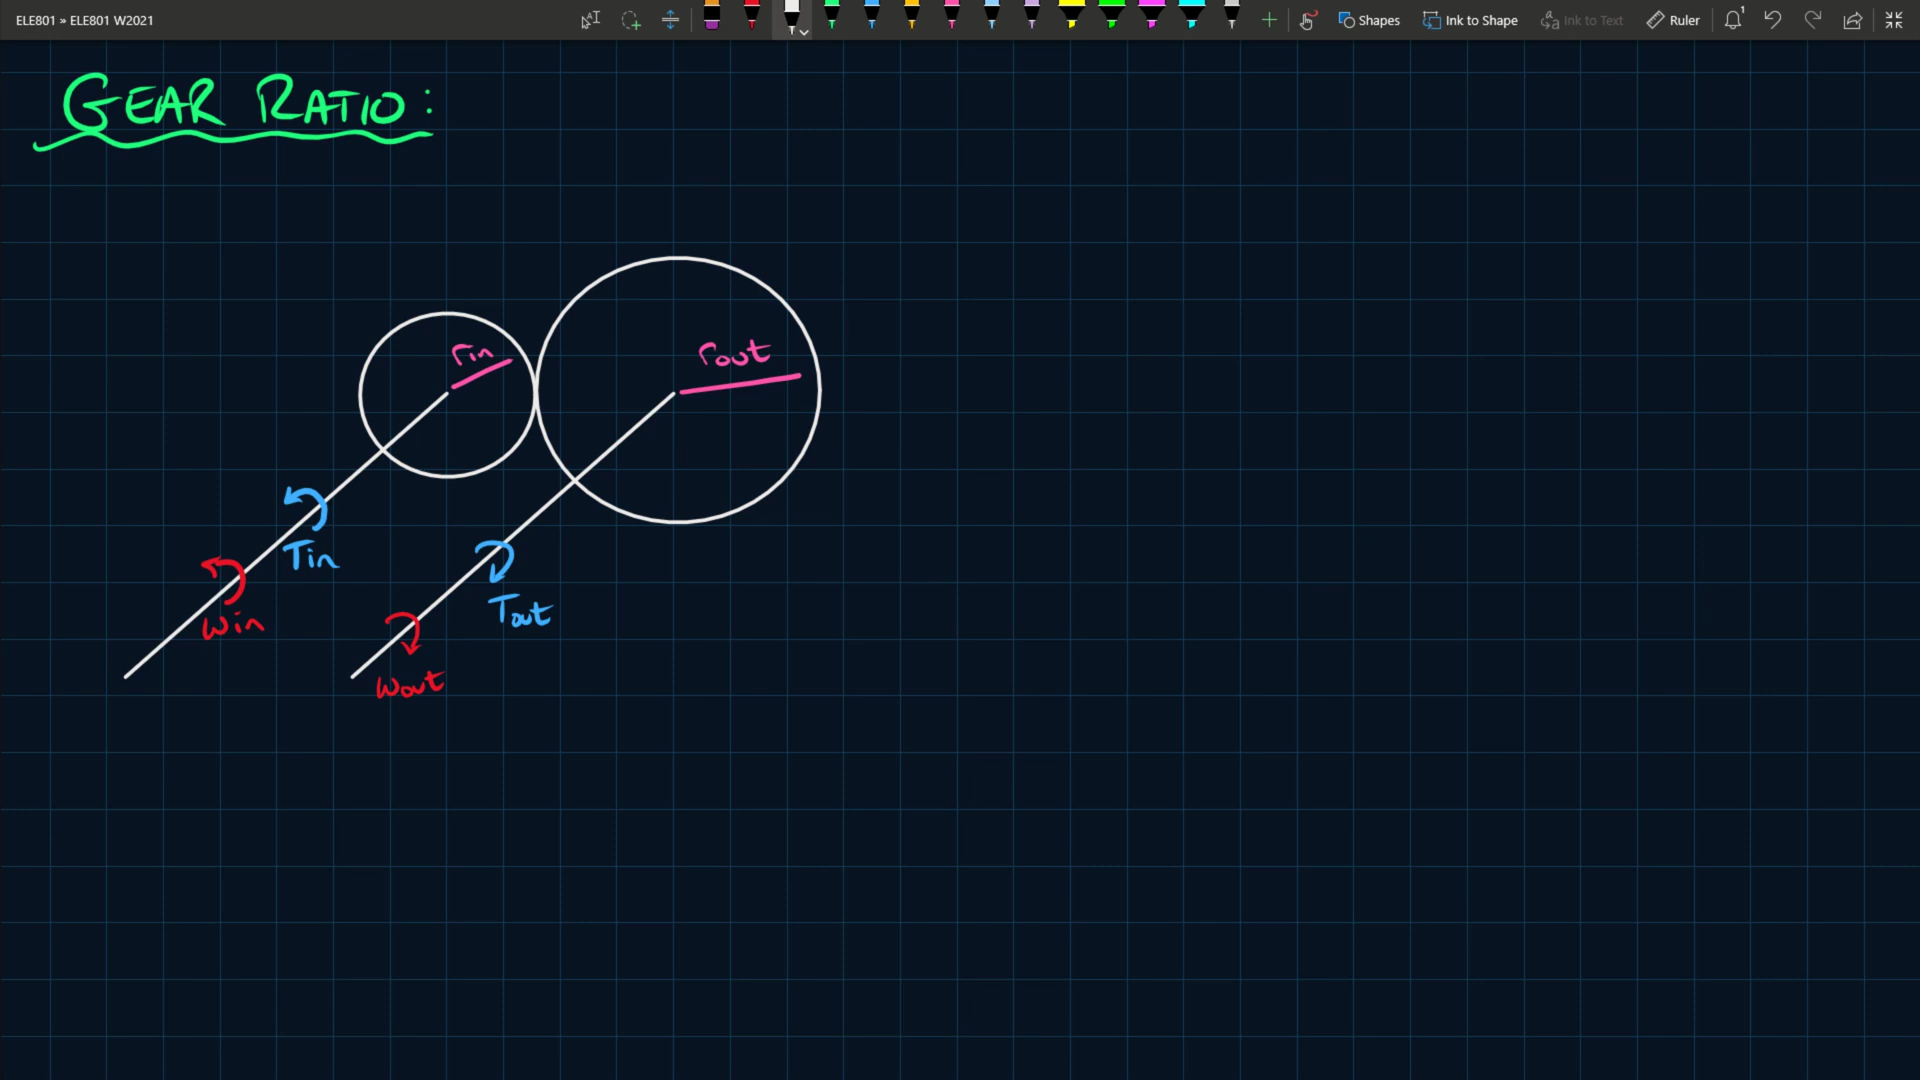 ELE801 » ELE801 W2021
Shapes
Ink to Shape
Ink to Text
Ruler
1
GEAR RATIO:
rin
rout
Tin
Tout
Win
Wout